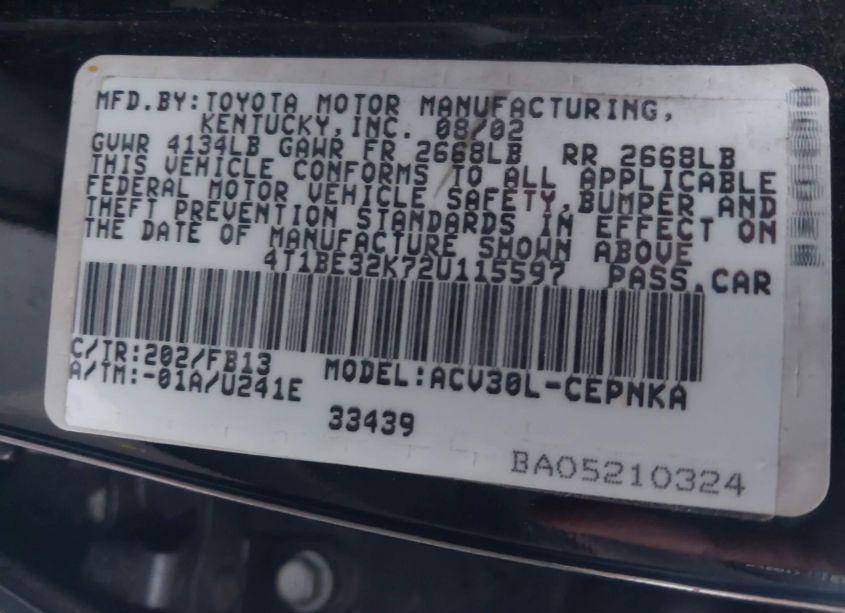 MFD.BY:TOYOTA MOTOR MANUFACTURING,
KENTUCKY,INC. 08/02
GVWR 4134LB GAWR FR 2668LB RR 2668LB
THIS VEHICLE CONFORMS TO ALL APPLICABLE
FEDERAL MOTOR VEHICLE SAFETY,BUMPER AND
THEFT PREVENTION STANDARDS IN EFFECT ON
THE DATE OF MANUFACTURE SHOWN ABOVE
4T1BE32K72U115597 PASS.CAR
C/TR:202/FB13
A/TM:-01A/U241E MODEL:ACV30L-CEPNKA
33439
BA05210324